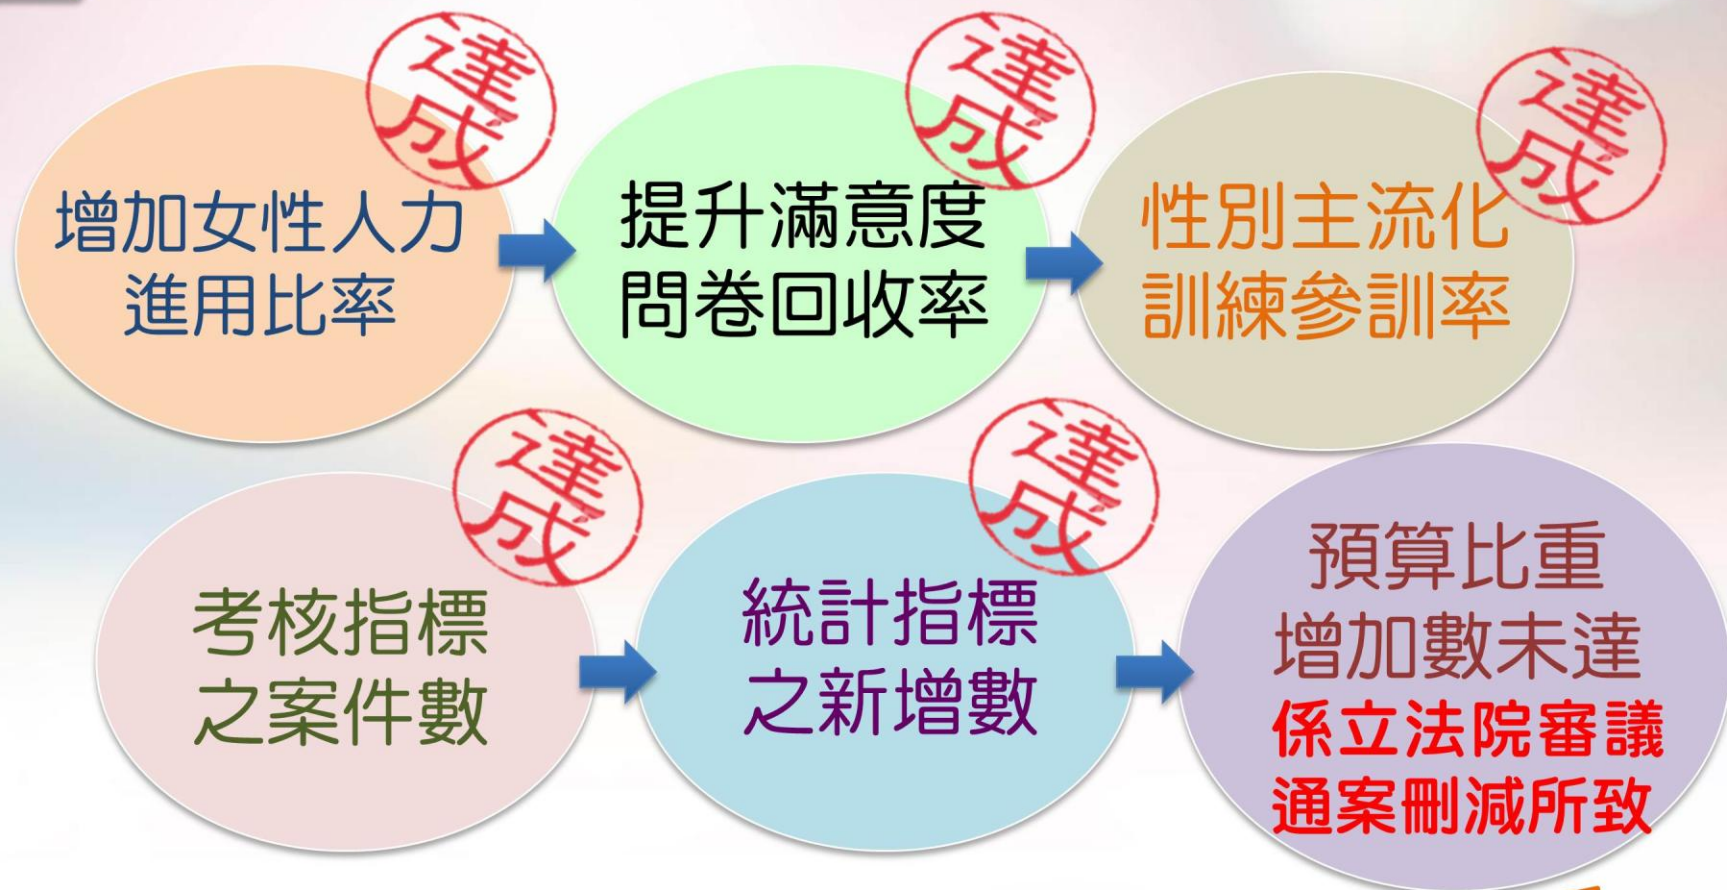 達成
增加女性人力
進用比率
達成
提升滿意度
問卷回收率
達成
性別主流化
訓練參訓率
達成
考核指標
之案件數
達成
統計指標
之新增數
預算比重
增加數未達
係立法院審議
通案刪減所致